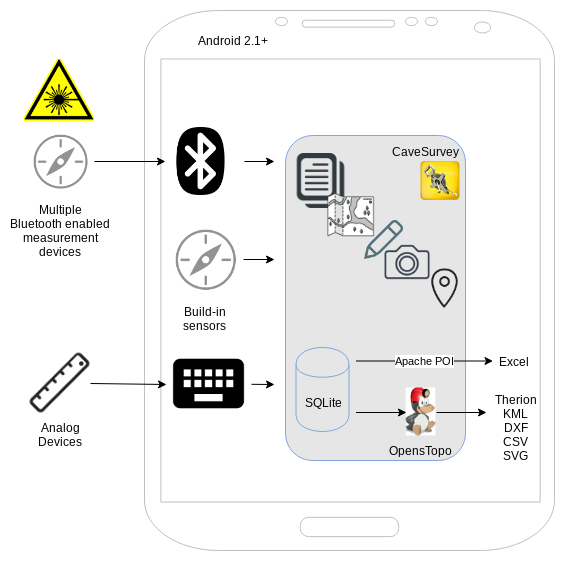 Android 2.1+
CaveSurvey
Multiple
Bluetooth enabled
measurement
devices
Build-in
sensors
Apache POI
Excel
SQLite
Analog
Devices
OpensTopo
Therion
KML
DXF
CSV
SVG